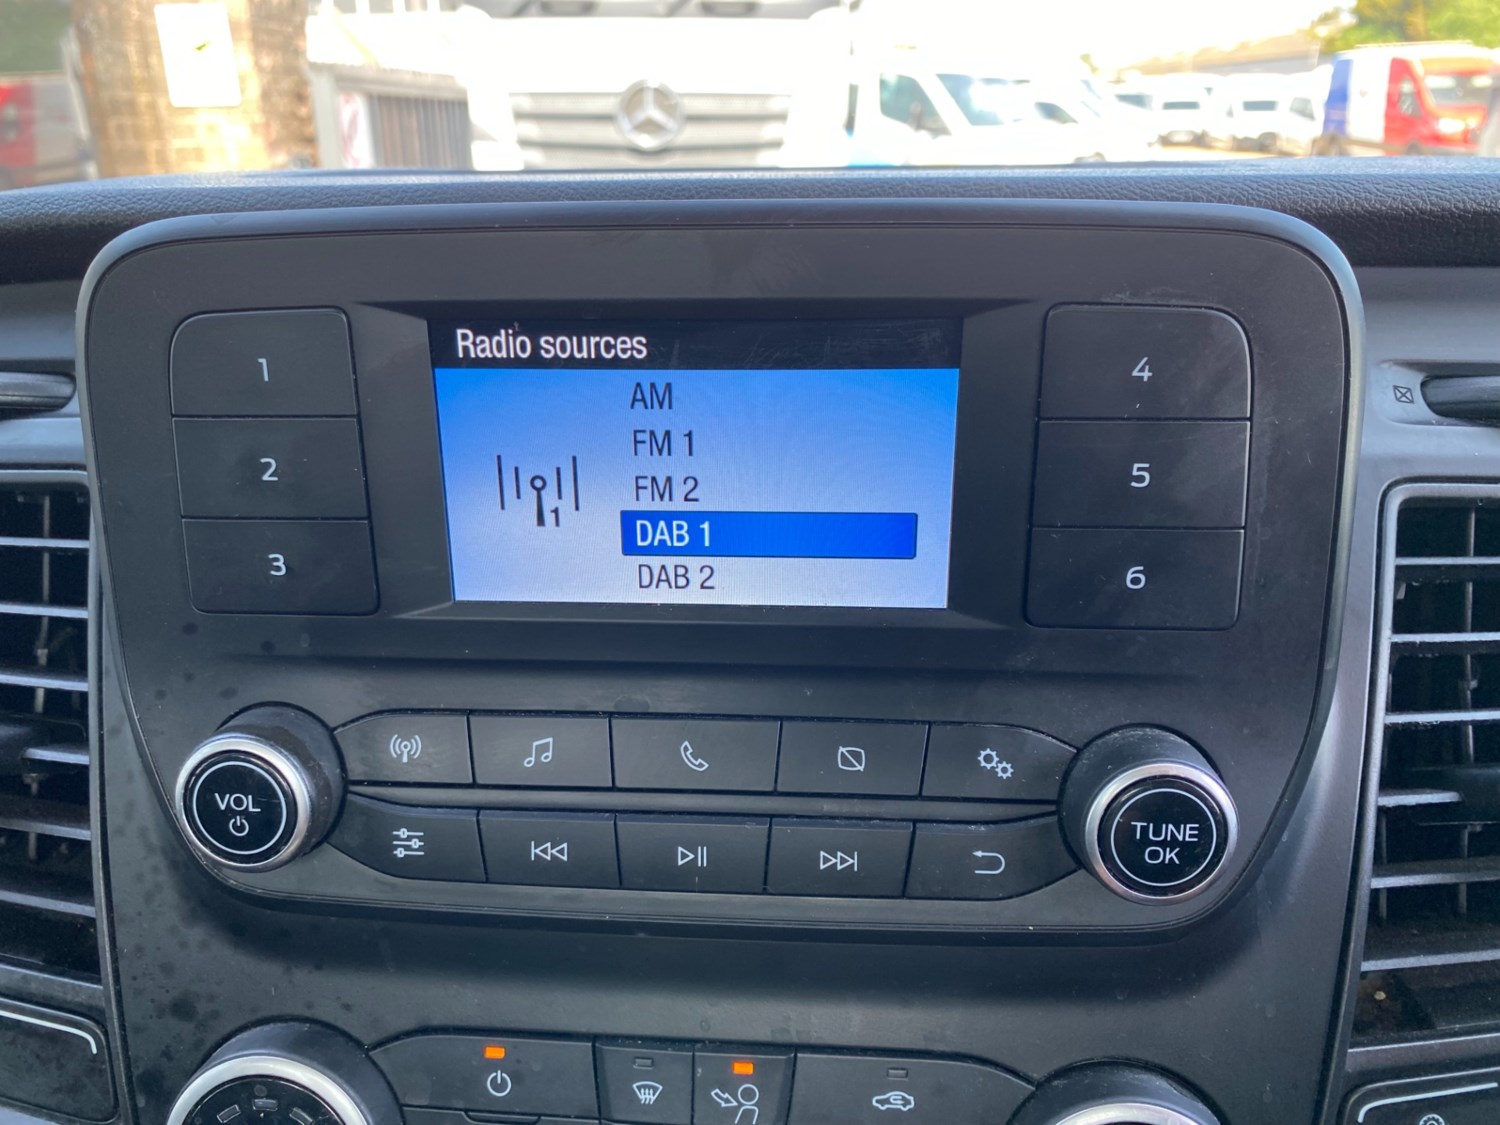 Radio sources
AM
FM 1
FM 2
1
DAB 1
DAB 2
1
2
3
4
5
6
VOL
TUNE
OK